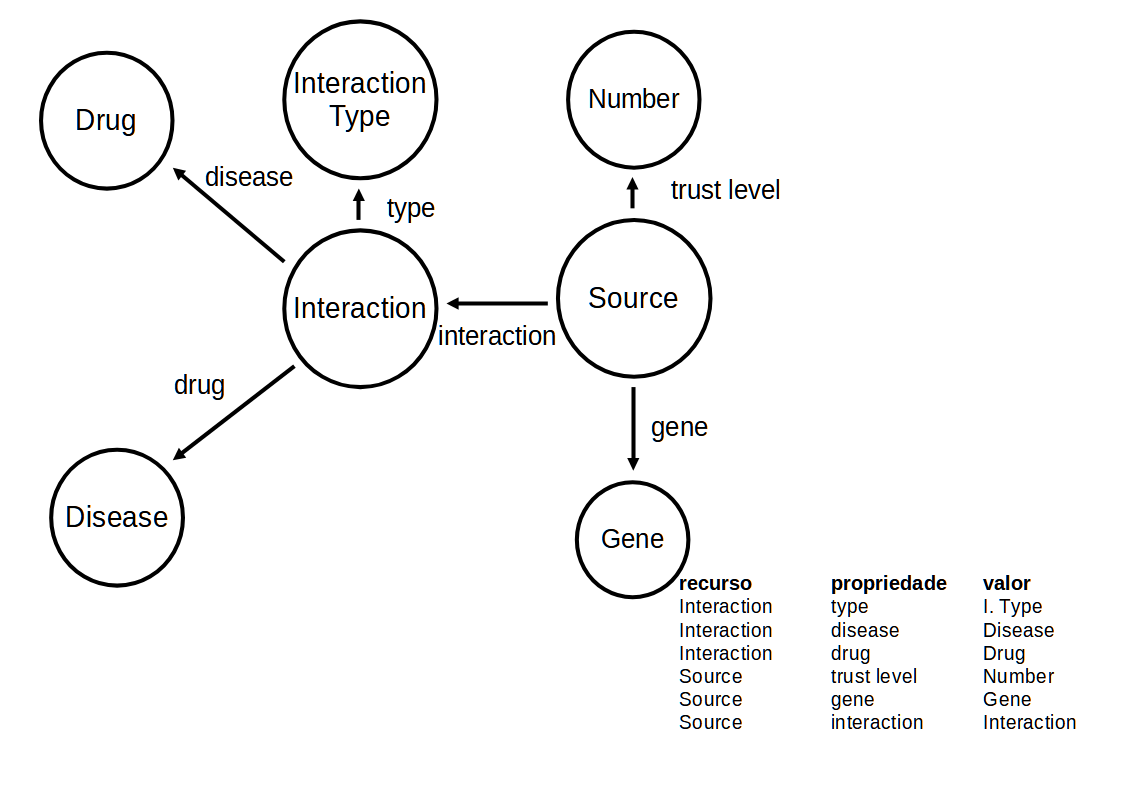 Drug
Interaction
Type
Number
disease
type
trust level
Interaction
Source
interaction
drug
gene
Disease
Gene
recurso propriedade valor
Interaction type I. Type
Interaction disease Disease
Interaction drug Drug
Source trust level Number
Source gene Gene
Source interaction Interaction